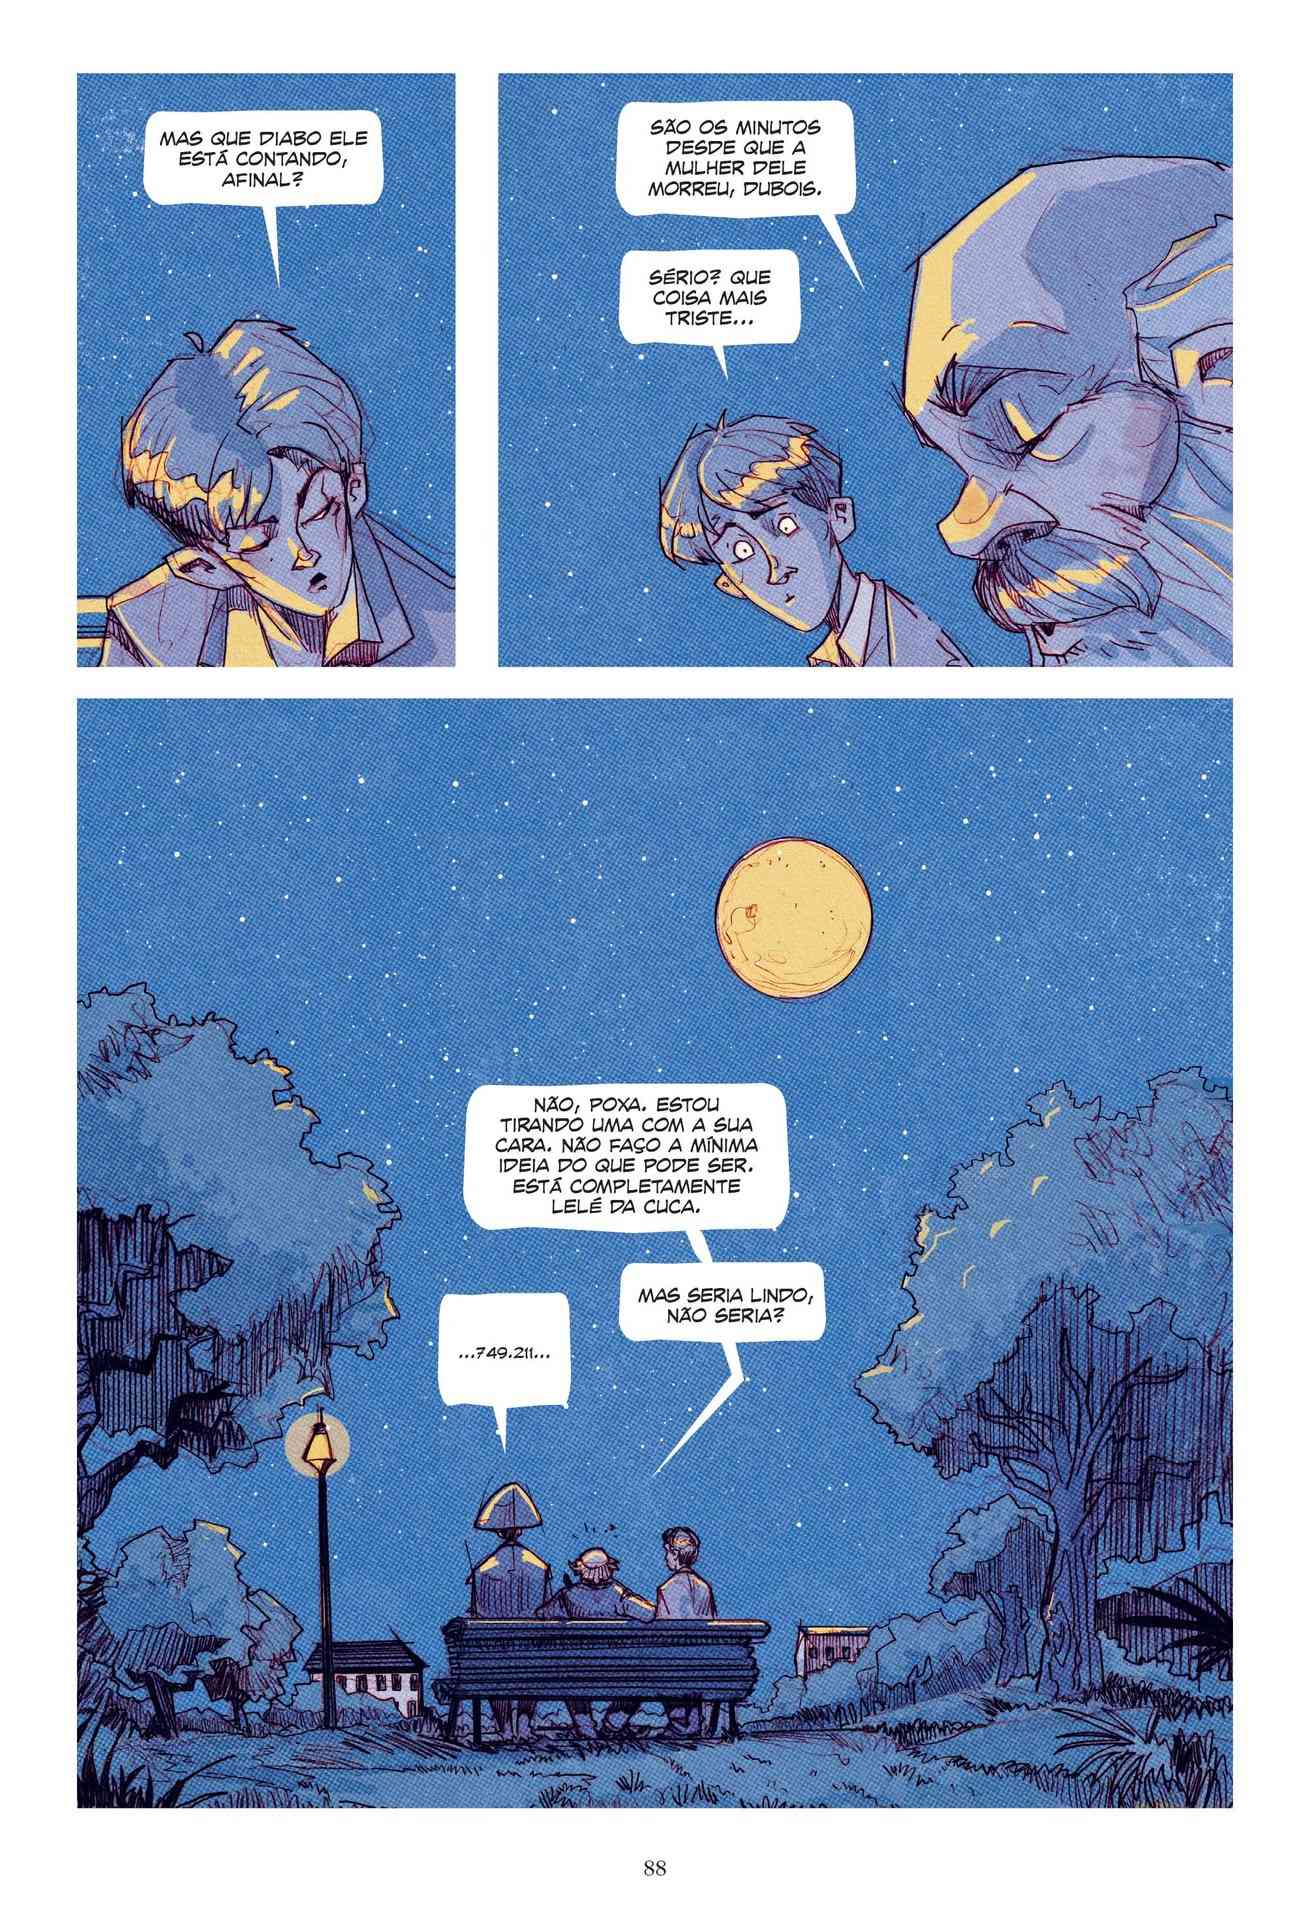 MAS QUE DIABO ELE
ESTÁ CONTANDO,
AFINAL?
SÃO OS MINUTOS
DESDE QUE A
MULHER DELE
MORREU, DUBOIS.
SÉRIO? QUE
COISA MAIS
TRISTE...
NÃO, POXA. ESTOU
TIRANDO UMA COM A SUA
CARA. NÃO FAÇO A MÍNIMA
IDEIA DO QUE PODE SER.
ESTÁ COMPLETAMENTE
LELÉ DA CUCA.
MAS SERIA LINDO,
NÃO SERIA?
...749.211...
88